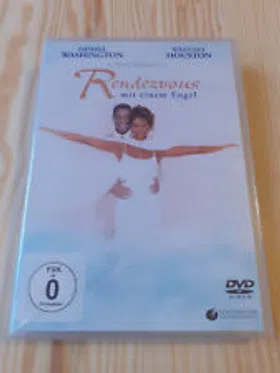 DENZEL WHITNEY
WASHINGTON HOUSTON
Rendezvous
mit einem Engel
FSK
0
DVD